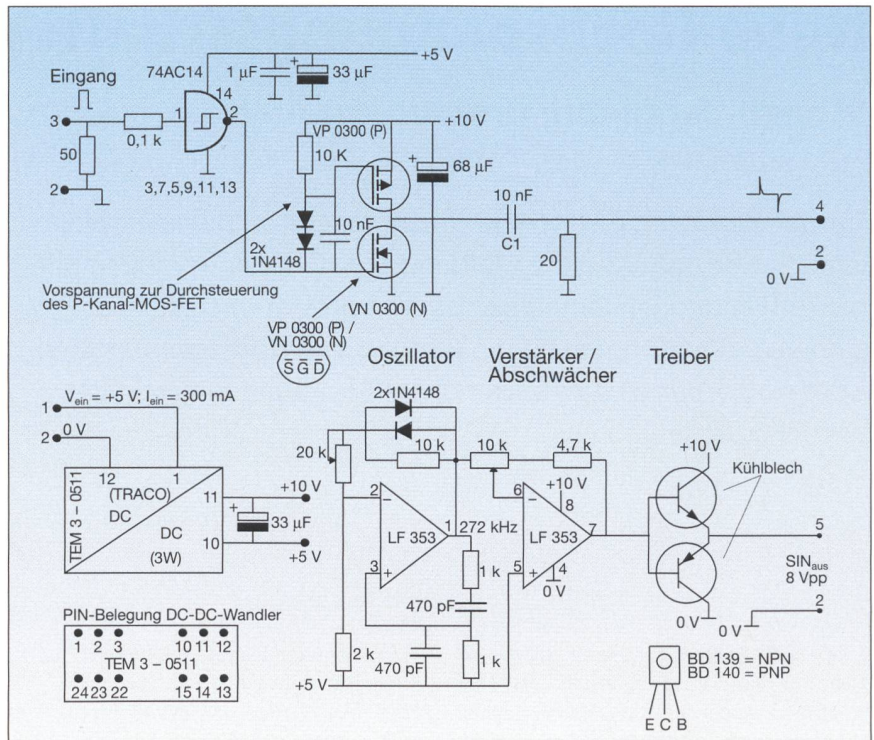 +5 V
74AC14
1 µF
+
33 µF
Eingang
14
3
1
2
0,1 k
50
2
3,7,5,9,11,13
+10 V
VP 0300 (P)
10 K
+
68 µF
10 nF
2x
1N4148
10 nF
C1
20
4
2
0 V
Vorspannung zur Durchsteuerung
des P-Kanal-MOS-FET
VN 0300 (N)
VP 0300 (P) /
VN 0300 (N)
S G D
Oszillator
Verstärker /
Abschwächer
Treiber
1
Vein = +5 V; Iein = 300 mA
2
0 V
12
1
TEM 3 – 0511
(TRACO)
DC
DC
(3W)
11
+10 V
+
33 µF
10
+5 V
PIN-Belegung DC-DC-Wandler
1 2 3 10 11 12
TEM 3 – 0511
24 23 22 15 14 13
2x1N4148
20 k
10 k
10 k
4,7 k
2
–
LF 353
1
272 kHz
3
+
1 k
470 pF
1 k
470 pF
2 k
+5 V
6
–
+10 V
8
LF 353
7
5
+
4
0 V
+10 V
Kühlblech
5
SINaus
8 Vpp
2
0 V
0 V
BD 139 = NPN
BD 140 = PNP
E C B